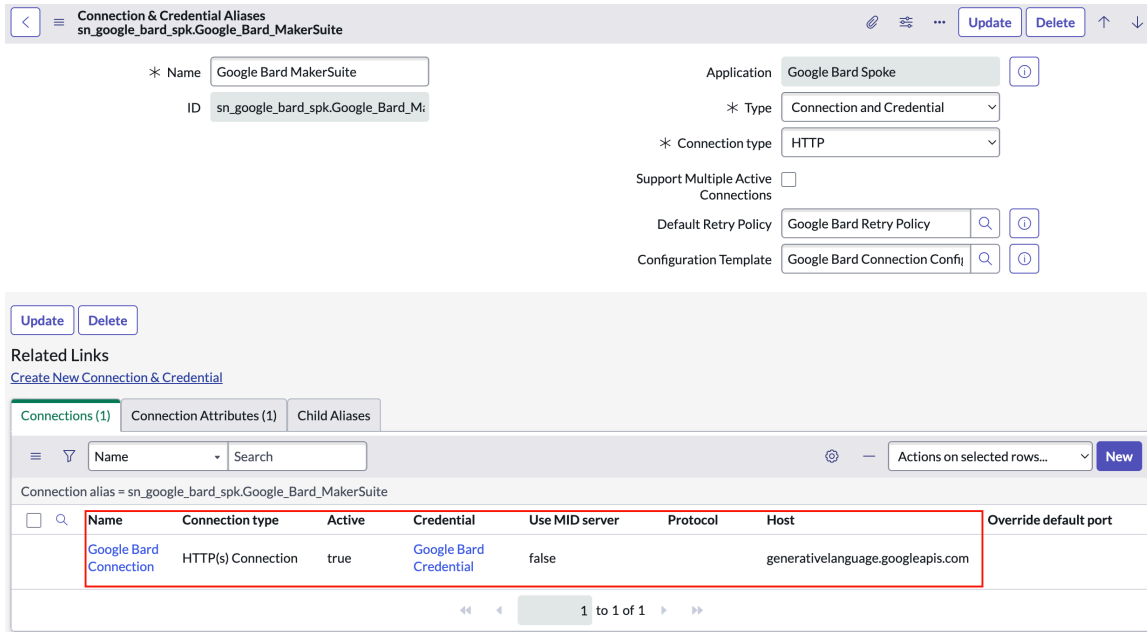 Connection & Credential Aliases
sn_google_bard_spk.Google_Bard_MakerSuite
Update
Delete
Name
Google Bard MakerSuite
ID
sn_google_bard_spk.Google_Bard_Ma
Application
Google Bard Spoke
Type
Connection and Credential
Connection type
HTTP
Support Multiple Active
Connections
Default Retry Policy
Google Bard Retry Policy
Configuration Template
Google Bard Connection Config
Update
Delete
Related Links
Create New Connection & Credential
Connections (1)
Connection Attributes (1)
Child Aliases
Name
Search
Actions on selected rows...
New
Connection alias = sn_google_bard_spk.Google_Bard_MakerSuite
Name Connection type Active Credential Use MID server Protocol Host Override default port
Google Bard
Connection
HTTP(s) Connection
true
Google Bard
Credential
false
generativelanguage.googleapis.com
1 to 1 of 1